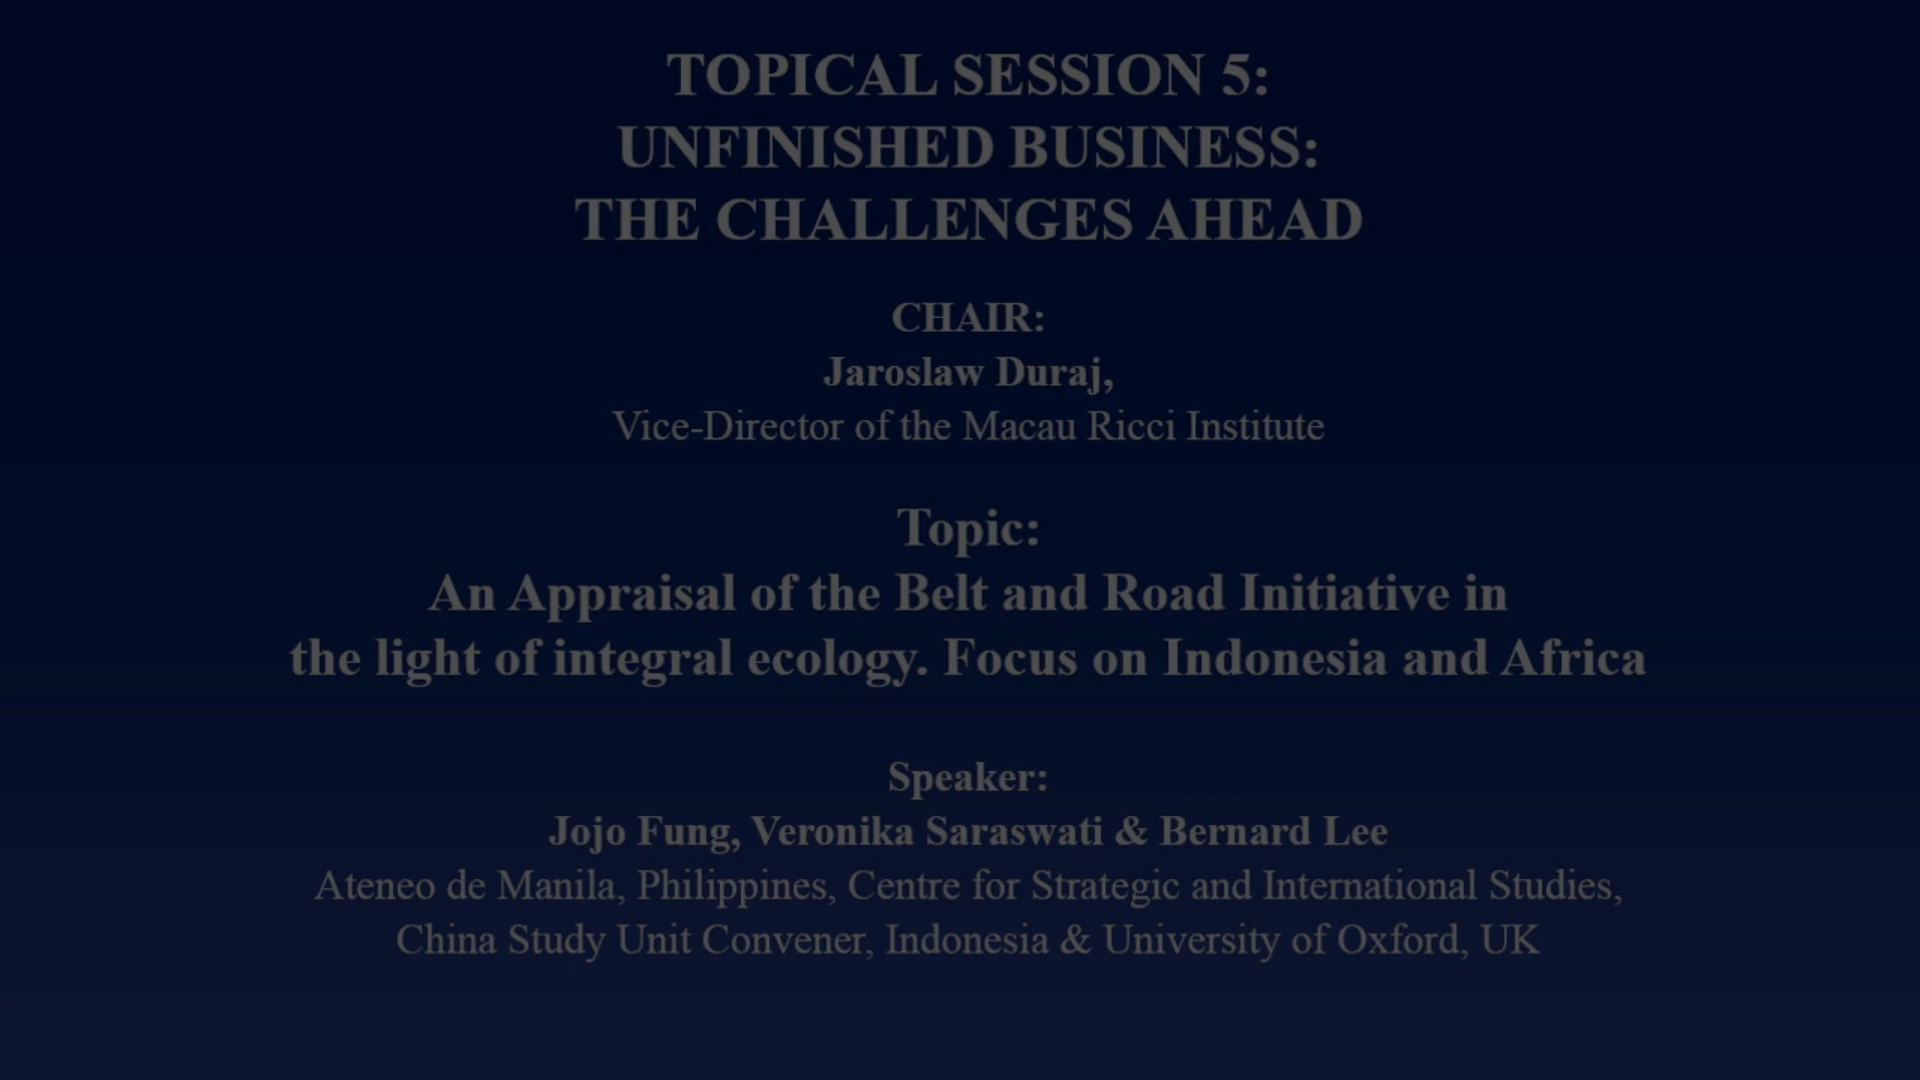 TOPICAL SESSION 5:
UNFINISHED BUSINESS:
THE CHALLENGES AHEAD
CHAIR:
Jaroslaw Duraj,
Vice-Director of the Macau Ricci Institute
Topic:
An Appraisal of the Belt and Road Initiative in
the light of integral ecology. Focus on Indonesia and Africa
Speaker:
Jojo Fung, Veronika Saraswati & Bernard Lee
Ateneo de Manila, Philippines, Centre for Strategic and International Studies,
China Study Unit Convener, Indonesia & University of Oxford, UK